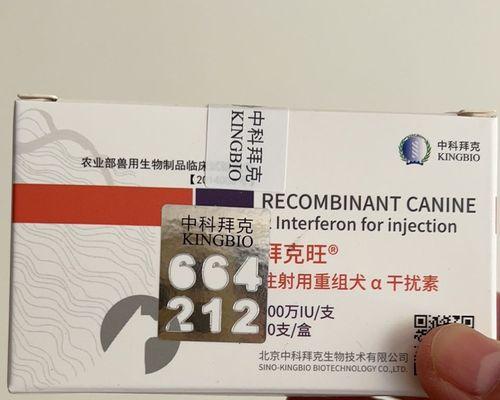 中科拜克
KINGBIO
中科拜克
KINGBIO
农业部兽用生物制品临床
RECOMBINANT CANINE
Interferon for injection
中科拜克
KINGBIO
664
212
拜克旺®
注射用重组犬α干扰素
00万IU/支
0支/盒
北京中科拜克生物技术有限公司
SINO-KINGBIO BIOTECHNOLOGY CO.,LTD.